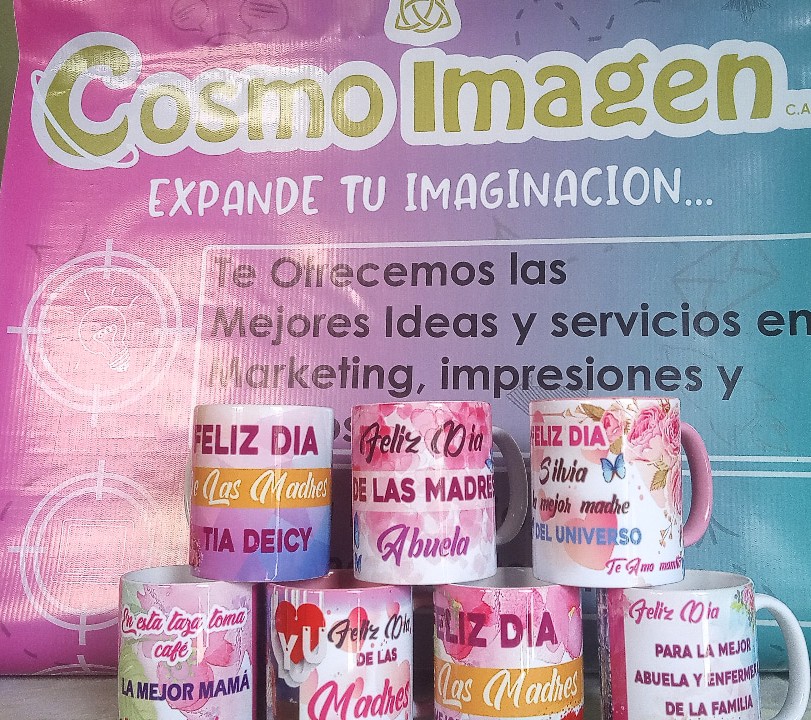 Cosmo Imagen
C.A
EXPANDE TU IMAGINACION...
Te Ofrecemos las
Mejores Ideas y servicios en
Marketing, impresiones y
FELIZ DIA
Las Madres
TIA DEICY
Feliz Dia
DE LAS MADRES
Abuela
FELIZ DIA
Silvia
mejor madre
DEL UNIVERSO
Te Amo
En esta taza toma
café
LA MEJOR MAMÁ
YU
Feliz Dia,
DE LAS
Madres
FELIZ DIA
Las Madres
Feliz Dia
PARA LA MEJOR
ABUELA Y
DE LA FAMILIA